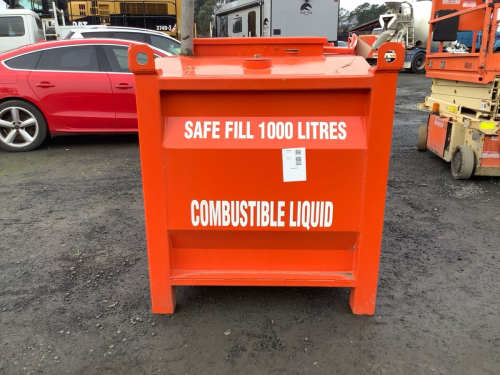 SAFE FILL 1000 LITRES
COMBUSTIBLE LIQUID